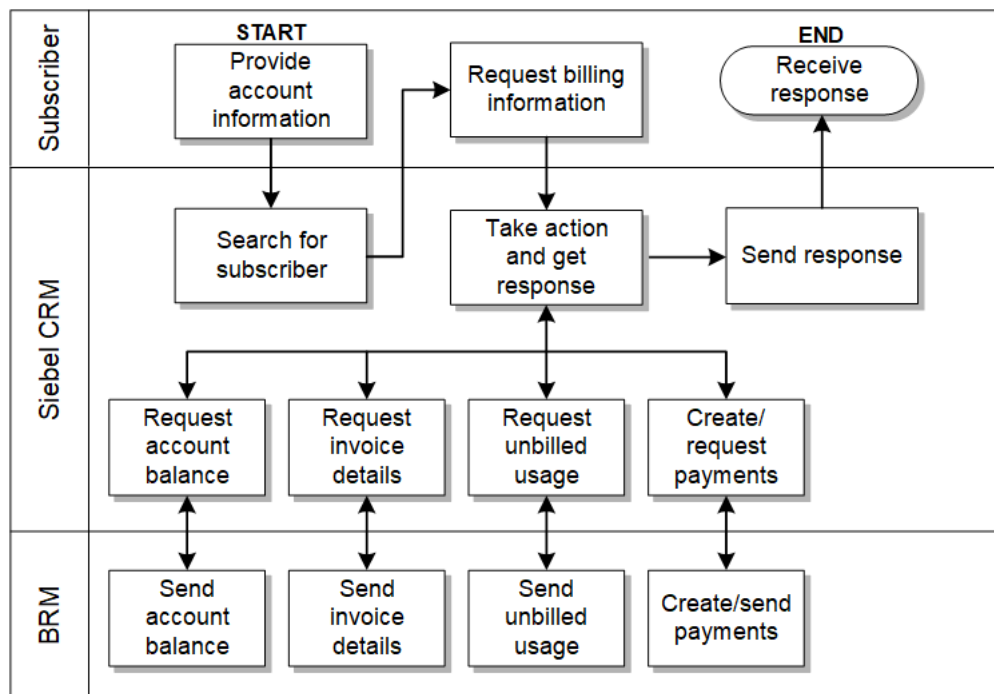 Subscriber
START
Provide
account
information
Request billing
information
END
Receive
response
Siebel CRM
Search for
subscriber
Take action
and get
response
Send response
Request
account
balance
Request
invoice
details
Request
unbilled
usage
Create/
request
payments
BRM
Send
account
balance
Send
invoice
details
Send
unbilled
usage
Create/send
payments